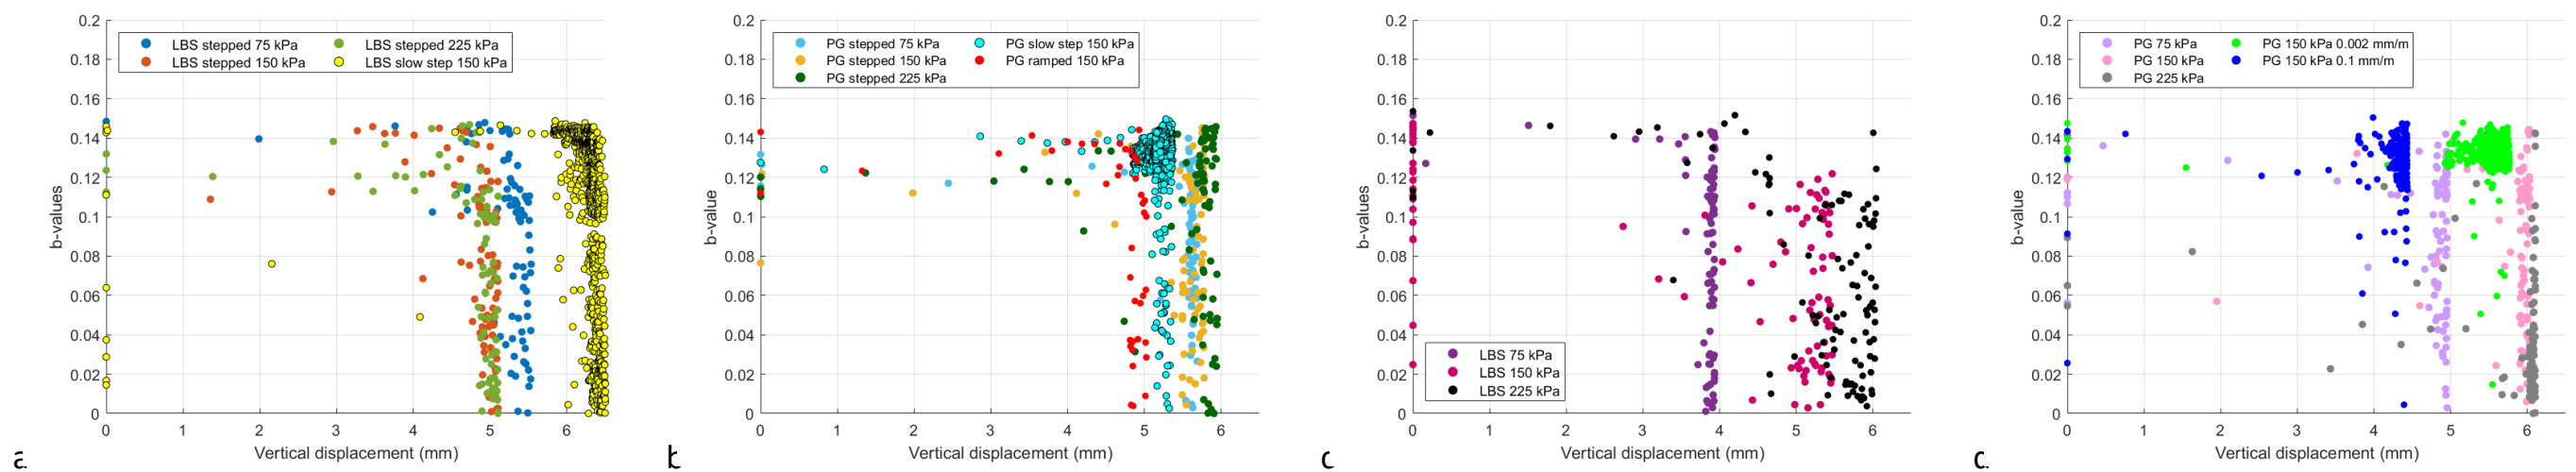 0.2
0.18
0.16
0.14
0.12
0.1
0.08
0.06
0.04
0.02
0
b-values
LBS stepped 75 kPa
LBS stepped 150 kPa
LBS stepped 225 kPa
LBS slow step 150 kPa
0 1 2 3 4 5 6
Vertical displacement (mm)
a.
0.2
0.18
0.16
0.14
0.12
0.1
0.08
0.06
0.04
0.02
0
b-value
PG stepped 75 kPa
PG stepped 150 kPa
PG stepped 225 kPa
PG slow step 150 kPa
PG ramped 150 kPa
0 1 2 3 4 5 6
Vertical displacement (mm)
b
0.2
0.18
0.16
0.14
0.12
0.1
0.08
0.06
0.04
0.02
0
b-values
LBS 75 kPa
LBS 150 kPa
LBS 225 kPa
0 1 2 3 4 5 6
Vertical displacement (mm)
c
0.2
0.18
0.16
0.14
0.12
0.1
0.08
0.06
0.04
0.02
0
b-value
PG 75 kPa
PG 150 kPa
PG 225 kPa
PG 150 kPa 0.002 mm/m
PG 150 kPa 0.1 mm/m
0 1 2 3 4 5 6
Vertical displacement (mm)
d.